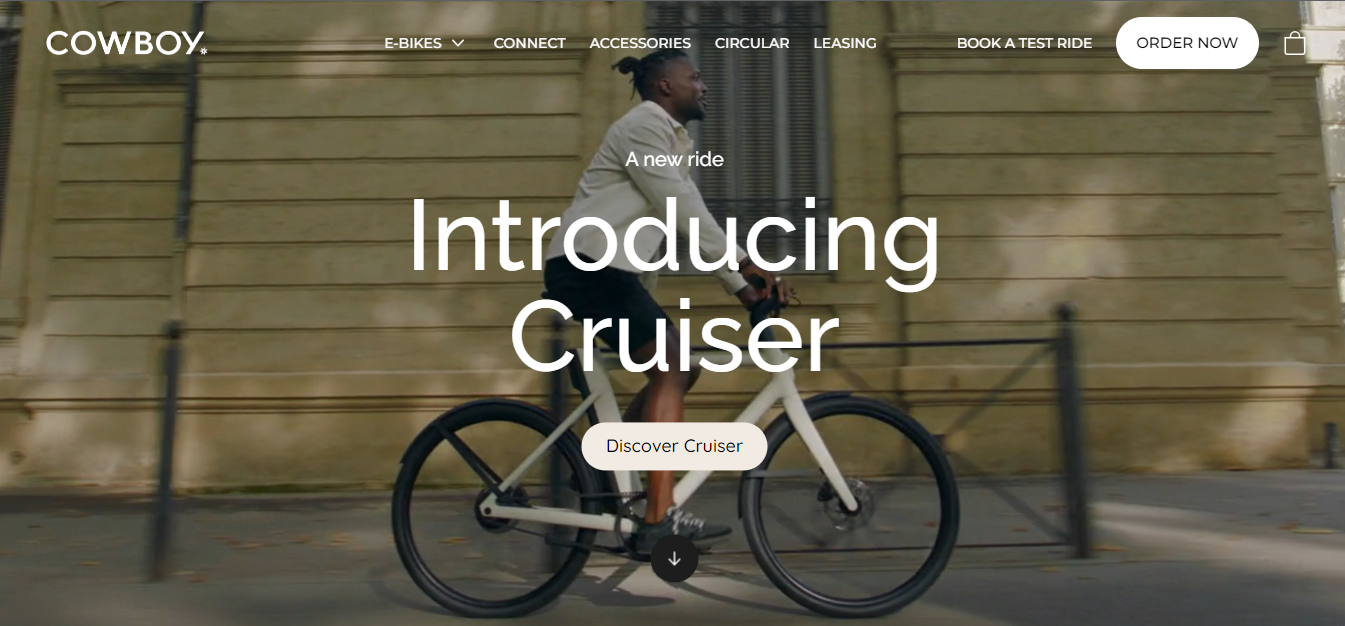 COWBOY
E-BIKES CONNECT ACCESSORIES CIRCULAR LEASING BOOK A TEST RIDE ORDER NOW
A new ride
Introducing
Cruiser
Discover Cruiser